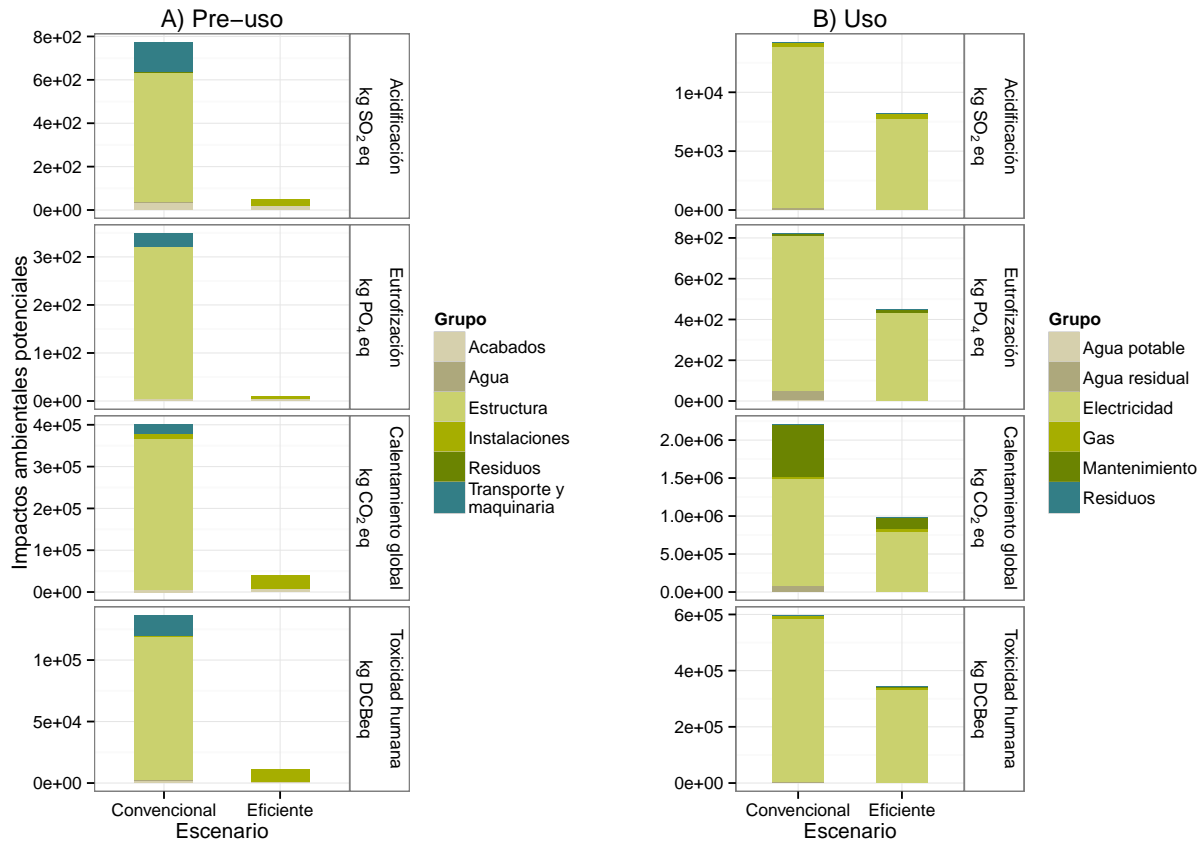 A) Pre−uso
B) Uso
Impactos ambientales potenciales
8e+02
6e+02
4e+02
2e+02
0e+00
Acidificación
kg SO2 eq
3e+02
2e+02
1e+02
0e+00
Eutrofización
kg PO4 eq
4e+05
3e+05
2e+05
1e+05
0e+00
Calentamiento global
kg CO2 eq
1e+05
5e+04
0e+00
Toxicidad humana
kg DCBeq
Convencional
Eficiente
Escenario
Grupo
Acabados
Agua
Estructura
Instalaciones
Residuos
Transporte y
maquinaria
1e+04
5e+03
0e+00
Acidificación
kg SO2 eq
8e+02
6e+02
4e+02
2e+02
0e+00
Eutrofización
kg PO4 eq
2.0e+06
1.5e+06
1.0e+06
5.0e+05
0.0e+00
Calentamiento global
kg CO2 eq
6e+05
4e+05
2e+05
0e+00
Toxicidad humana
kg DCBeq
Convencional
Eficiente
Escenario
Grupo
Agua potable
Agua residual
Electricidad
Gas
Mantenimiento
Residuos